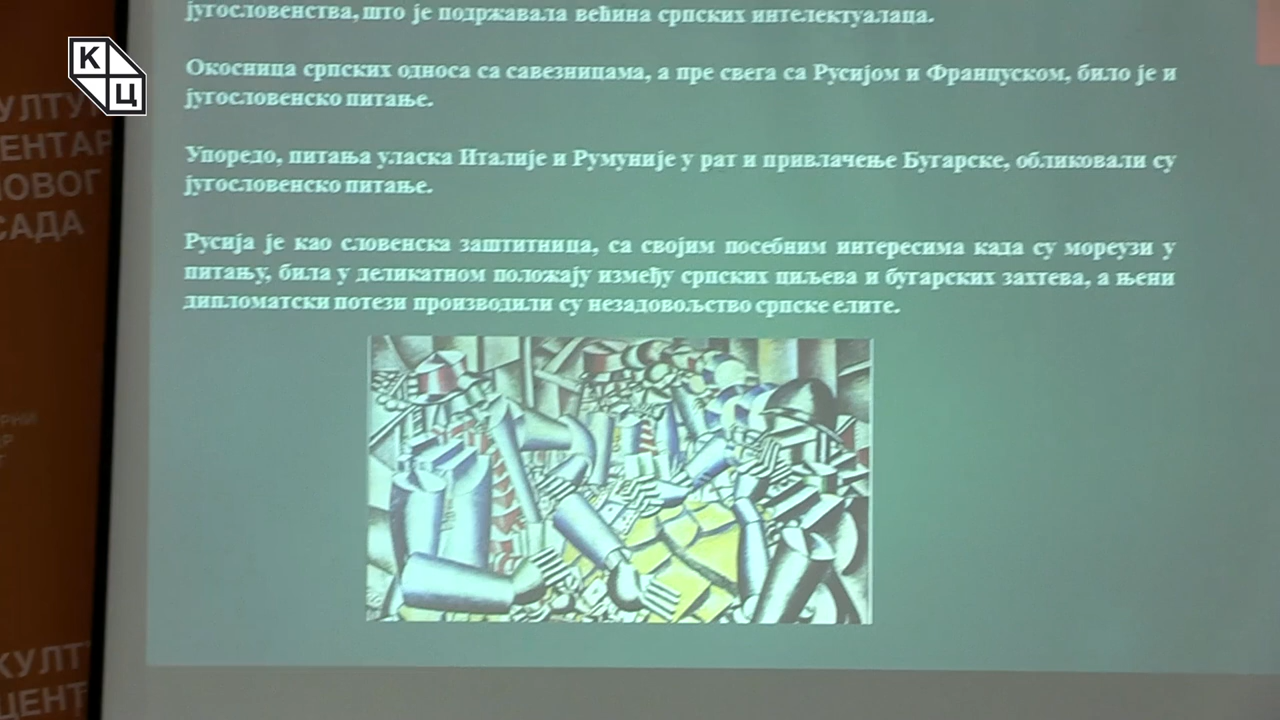 југословенства, што је подржавала већина српских интелектуалаца.
Окосница српских односа са савезницама, а пре свега са Русијом и Француском, било је и
југословенско питање.
Упоредо, питања уласка Италије и Румуније у рат и привлачење Бугарске, обликовали су
југословенско питање.
Русија је као словенска заштитница, са својим посебним интересима када су мореузи у
питању, била у деликатном положају између српских циљева и бугарских захтева, а њени
дипломатски потези производили су незадовољство српске елите.
К
Ц
УЛТУ
ЕНТАР
НОВОГ
САДА
РНИ
КУЛТ
ЦЕНТ